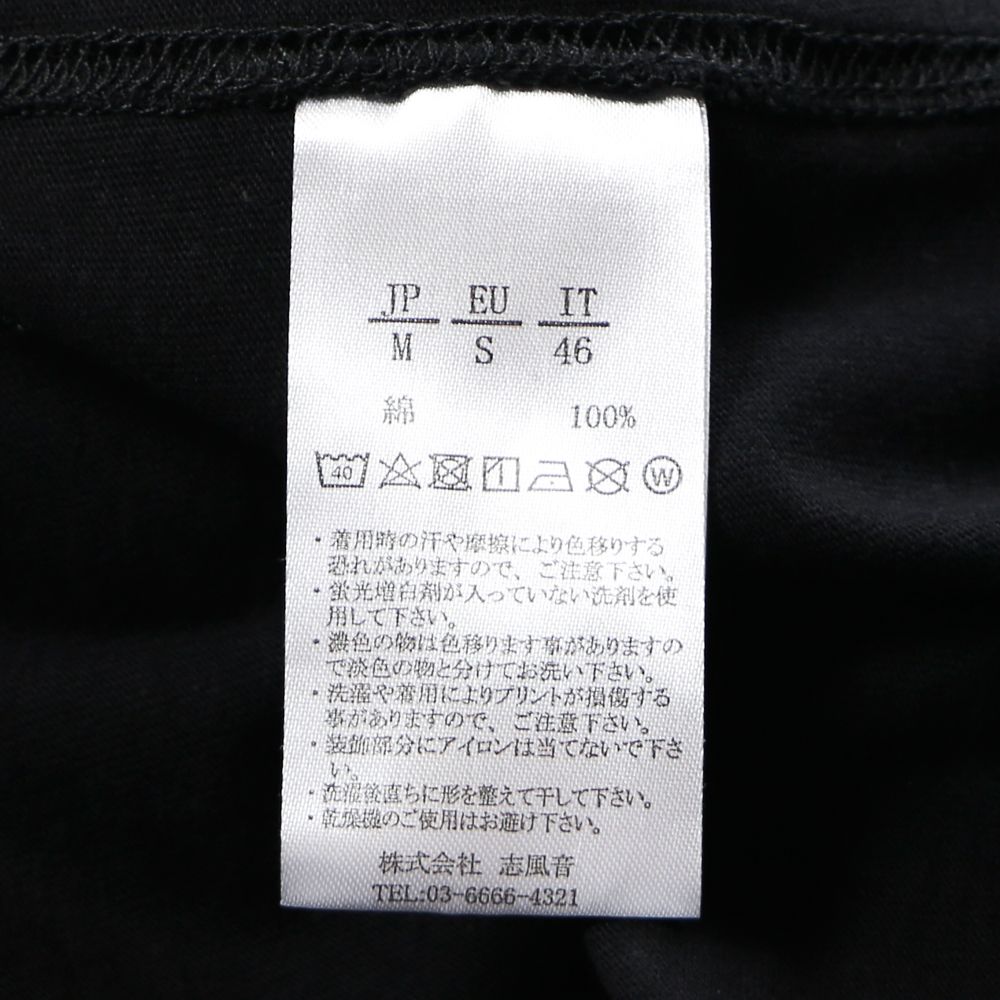 JP EU IT
M S 46
綿 100%
40 W
・着用時の汗や摩擦により色移りする
恐れがありますので、ご注意下さい。
・蛍光増白剤が入っていない洗剤を使
用して下さい。
・濃色の物は色移ります事がありますの
で淡色の物と分けてお洗い下さい。
・洗濯や着用によりプリントが損傷する
事がありますので、ご注意下さい。
・装飾部分にアイロンは当てないで下さ
い。
・洗濯後直ちに形を整えて干して下さい。
・乾燥機のご使用はお避け下さい。
株式会社 志風音
TEL:03-6666-4321